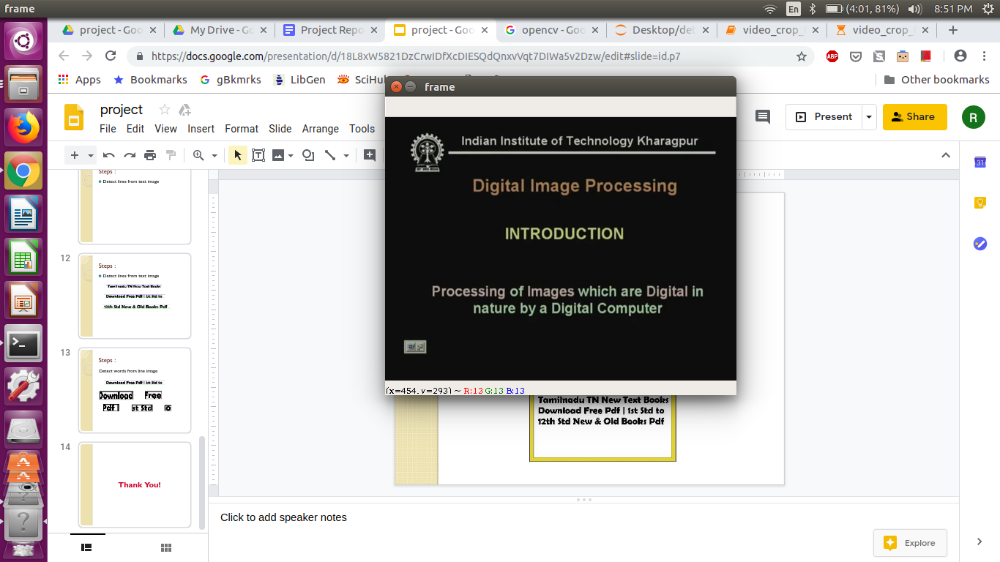 frame
En
(4:01, 81%)
8:51 PM
project - Goo
My Drive - Go
Project Repo
project - Goo
opencv - Goo
Desktop/det
video_crop_
video_crop_
https://docs.google.com/presentation/d/18L8xW5821DzCrwIDfXcDIESQdQnxvVqt7DIWa5v2Dzw/edit#slide=id.p7
ABP
Apps
Bookmarks
gBkmrks
LibGen
SciHu
Other bookmarks
project
File Edit View Insert Format Slide Arrange Tools
Present
Share
R
frame
Indian Institute of Technology Kharagpur
Digital Image Processing
INTRODUCTION
Processing of Images which are Digital in
nature by a Digital Computer
(x=454, y=293) ~ R:13 G:13 B:13
Steps :
Detect lines from text image
12
Steps :
Detect lines from text image
Tamilnadu TN New Text Books
Download Free Pdf | 1st Std to
12th Std New & Old Books Pdf
13
Steps :
Detect words from line image
Download Free Pdf | 1st Std to
Download Free
Pdf | 1st Std to
14
Thank You!
Tamilnadu TN New Text Books
Download Free Pdf | 1st Std to
12th Std New & Old Books Pdf
Click to add speaker notes
Explore
31